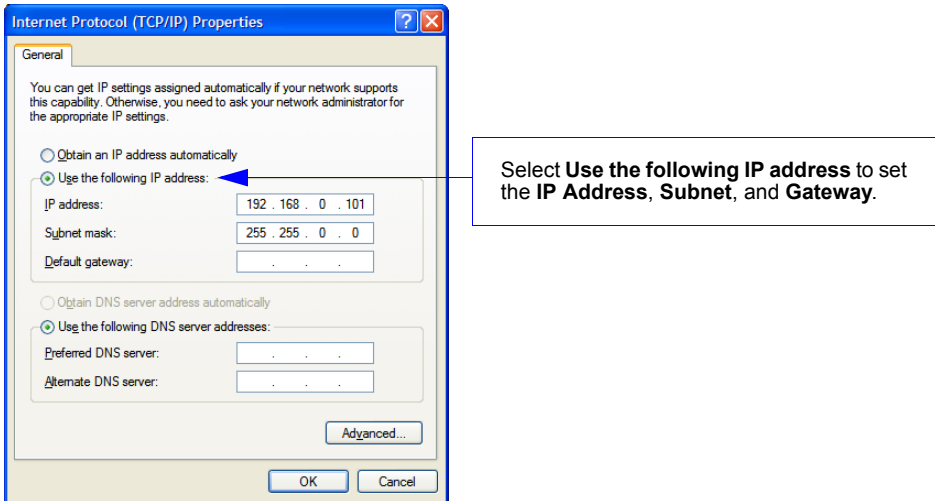 Internet Protocol (TCP/IP) Properties
General
You can get IP settings assigned automatically if your network supports
this capability. Otherwise, you need to ask your network administrator for
the appropriate IP settings.
Obtain an IP address automatically
Use the following IP address:
IP address: 192 . 168 . 0 . 101
Subnet mask: 255 . 255 . 0 . 0
Default gateway: . . .
Obtain DNS server address automatically
Use the following DNS server addresses:
Preferred DNS server: . . .
Alternate DNS server: . . .
Advanced...
OK Cancel
Select Use the following IP address to set
the IP Address, Subnet, and Gateway.